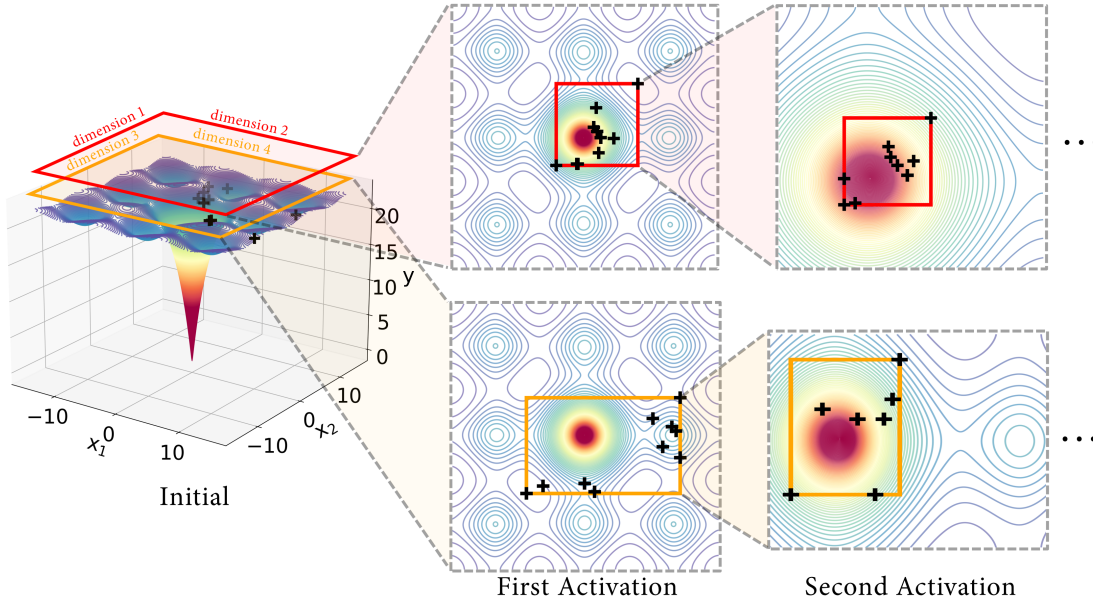 dimension 1
dimension 2
dimension 3
dimension 4
20
15
10
5
0
y
−10
0
10
x1
−10
0
10
x2
Initial
First Activation
Second Activation
..
...